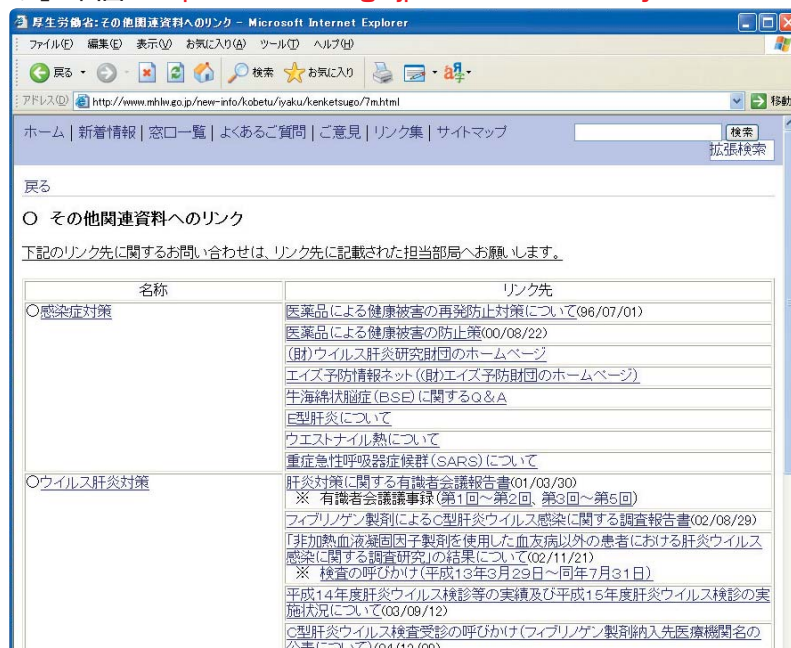 厚生労働省:その他関連資料へのリンク - Microsoft Internet Explorer
ファイル(F) 編集(E) 表示(V) お気に入り(A) ツール(T) ヘルプ(H)
戻る 検索 お気に入り
アドレス(D) http://www.mhlw.go.jp/new-info/kobetu/iyaku/kenketsugo/7m.html 移動
ホーム | 新着情報 | 窓口一覧 | よくあるご質問 | ご意見 | リンク集 | サイトマップ 検索
拡張検索
戻る
○ その他関連資料へのリンク
下記のリンク先に関するお問い合わせは、リンク先に記載された担当部局へお願いします。
名称 リンク先
○感染症対策 医薬品による健康被害の再発防止対策について(96/07/01)
医薬品による健康被害の防止策(00/08/22)
(財)ウイルス肝炎研究財団のホームページ
エイズ予防情報ネット((財)エイズ予防財団のホームページ)
牛海綿状脳症(BSE)に関するQ&A
E型肝炎について
ウエストナイル熱について
重症急性呼吸器症候群(SARS)について
○ウイルス肝炎対策 肝炎対策に関する有識者会議報告書(01/03/30)
※ 有識者会議議事録(第1回~第2回、第3回~第5回)
フィブリノゲン製剤によるC型肝炎ウイルス感染に関する調査報告書(02/08/29)
「非加熱血液凝固因子製剤を使用した血友病以外の患者における肝炎ウイルス
感染に関する調査研究」の結果について(02/11/21)
※ 検査の呼びかけ(平成13年3月29日~同年7月31日)
平成14年度肝炎ウイルス検診等の実績及び平成15年度肝炎ウイルス検診の実
施状況について(03/09/12)
C型肝炎ウイルス検査受診の呼びかけ(フィブリノゲン製剤納入先医療機関名の
公表について)(04/12/09)